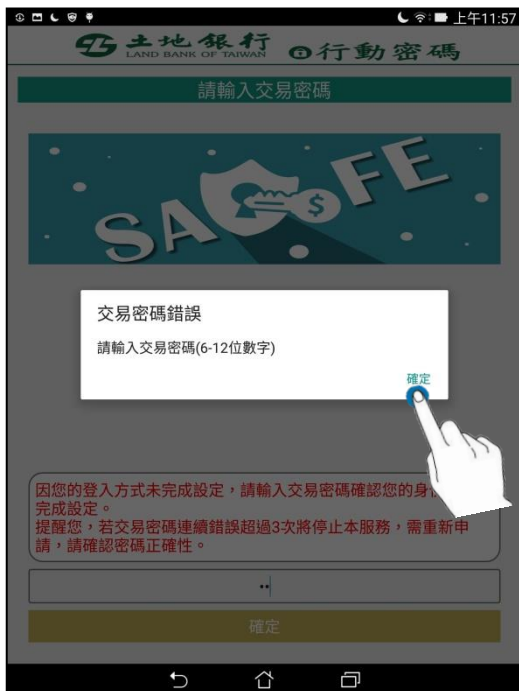 上午11:57
土地銀行 行動密碼
LAND BANK OF TAIWAN
請輸入交易密碼
SAFE
$
交易密碼錯誤
請輸入交易密碼(6-12位數字)
確定
因您的登入方式未完成設定，請輸入交易密碼確認您的身
完成設定。
提醒您，若交易密碼連續錯誤超過3次將停止本服務，需重新申
請，請確認密碼正確性。
••
確定